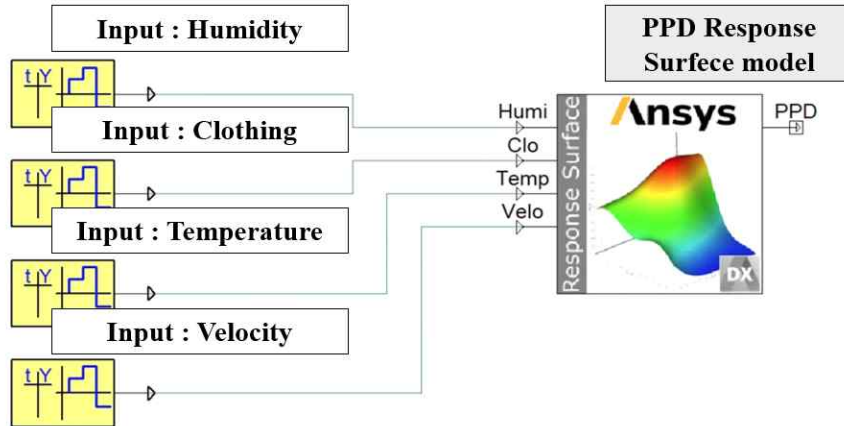 Input : Humidity
t Y
Input : Clothing
t Y
Input : Temperature
t Y
Input : Velocity
t Y
PPD Response
Surfece model
Humi
Clo
Temp
Velo
Response Surface
Ansys
DX
PPD